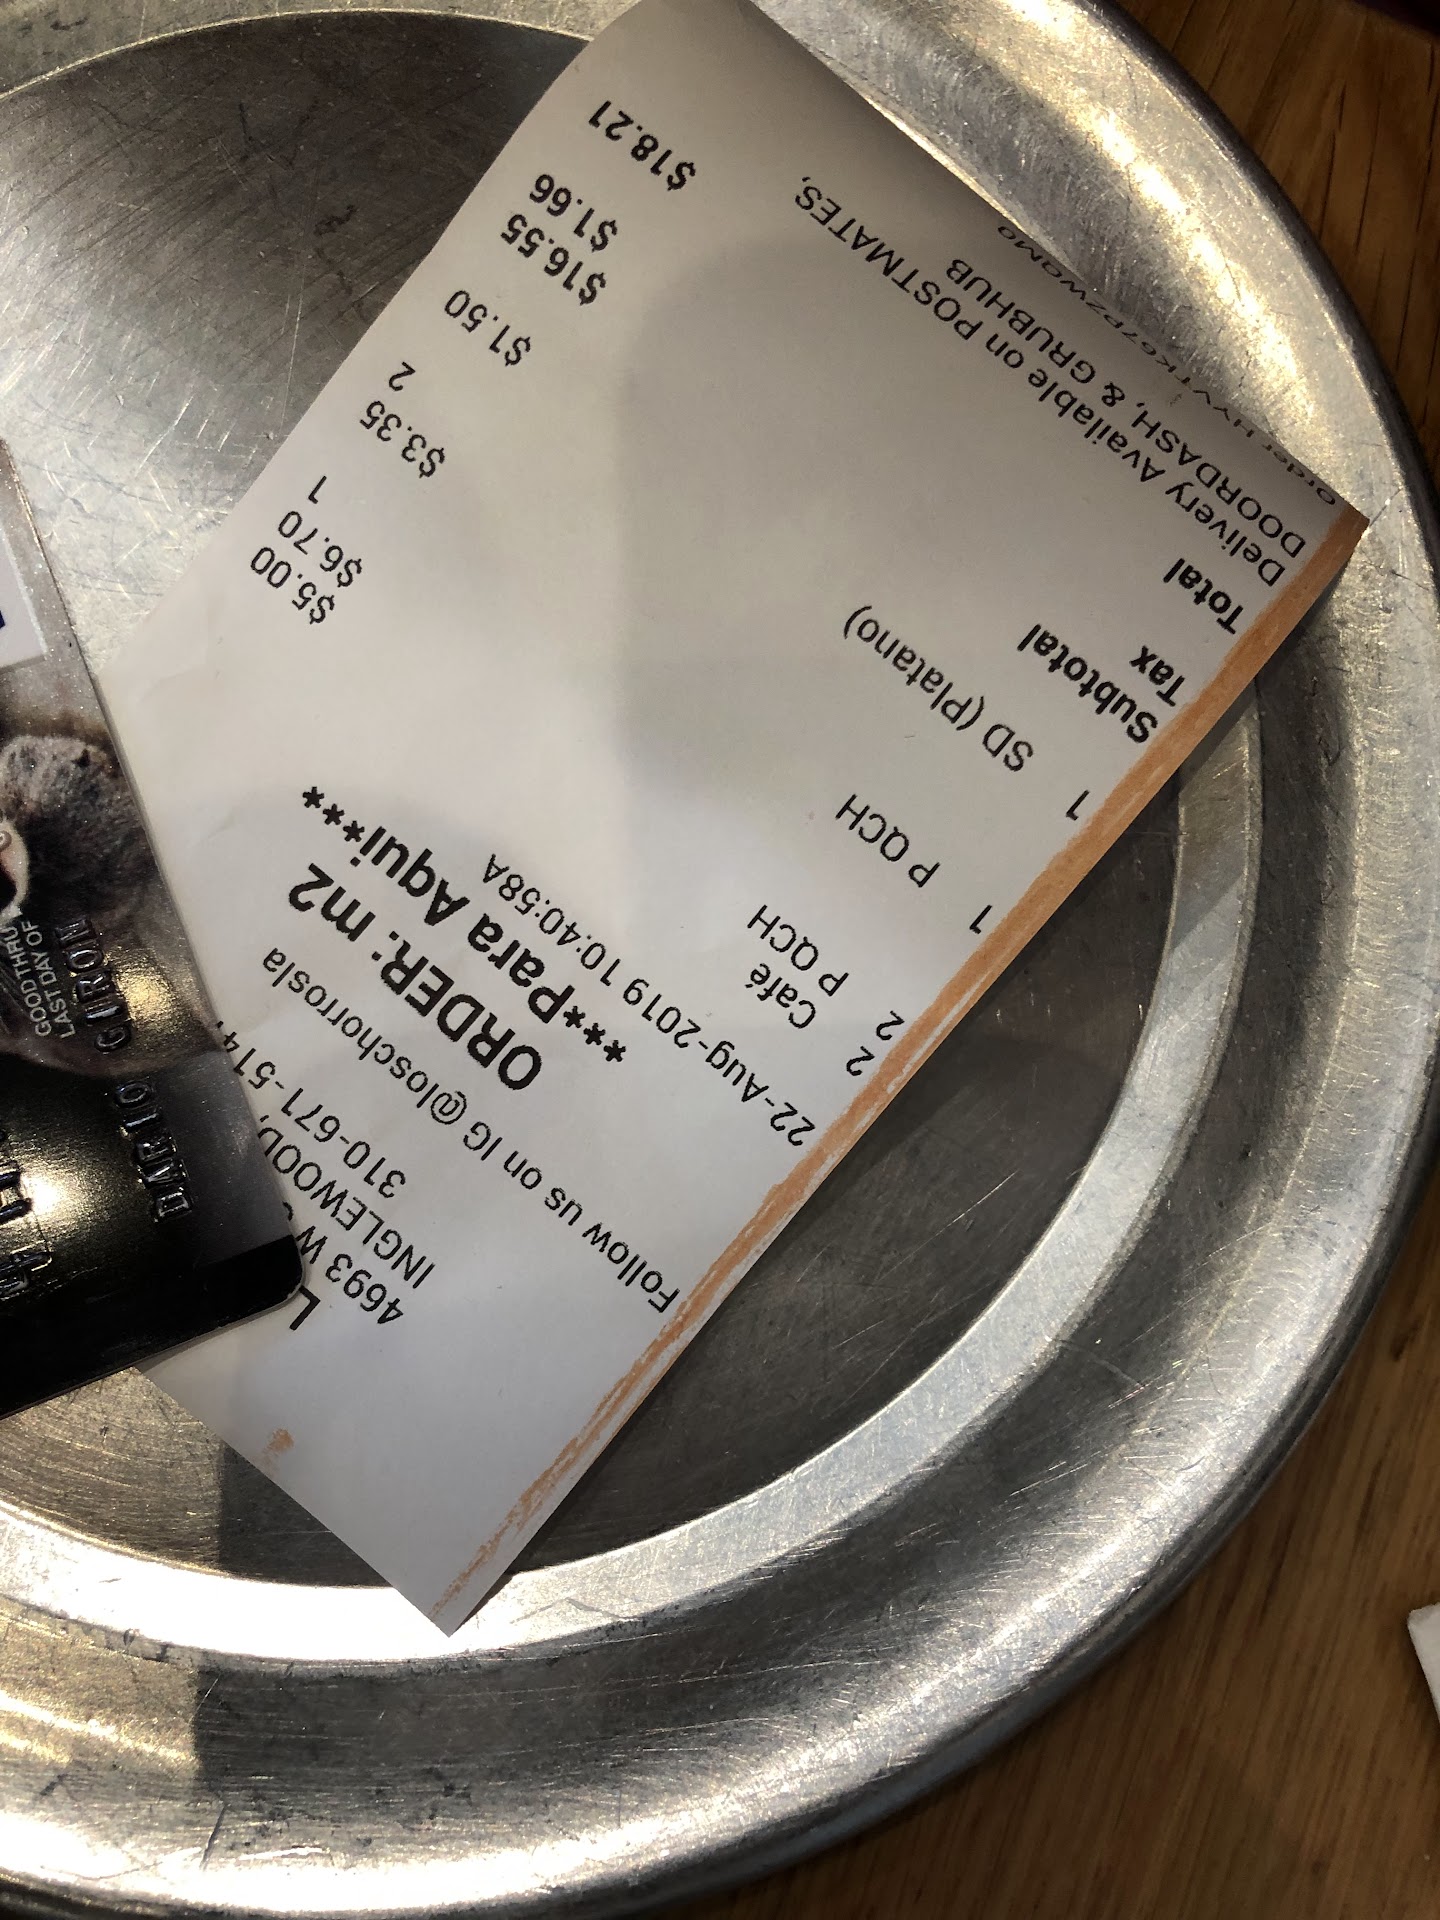 4693 W
INGLEWOOD,
310-671-514
Follow us on IG @loschorrosla
ORDER: m2
***Para Aqui***
22-Aug-2019 10:40:58A
2 Café $5.00
2 P QCH $6.70
1
1 P QCH $3.35
2
1 SD (Platano) $1.50
Subtotal $16.55
Tax $1.66
Total $18.21
Delivery Available on POSTMATES,
DOORDASH, & GRUBHUB
Order
GOOD THRU
LAST DAY OF
DARIO GIRON